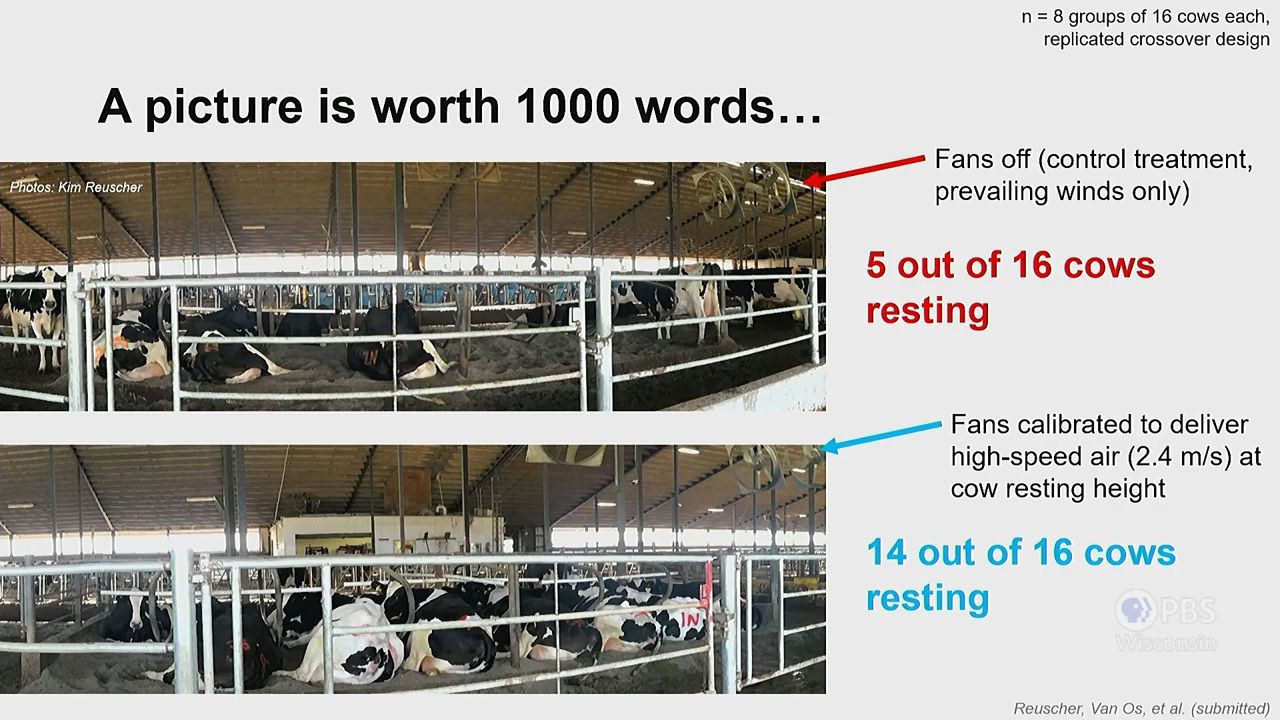 n = 8 groups of 16 cows each,
replicated crossover design
A picture is worth 1000 words…
Photos: Kim Reuscher
Fans off (control treatment,
prevailing winds only)
5 out of 16 cows
resting
Fans calibrated to deliver
high-speed air (2.4 m/s) at
cow resting height
14 out of 16 cows
resting
IN
PBS
Wisconsin
Reuscher, Van Os, et al. (submitted)